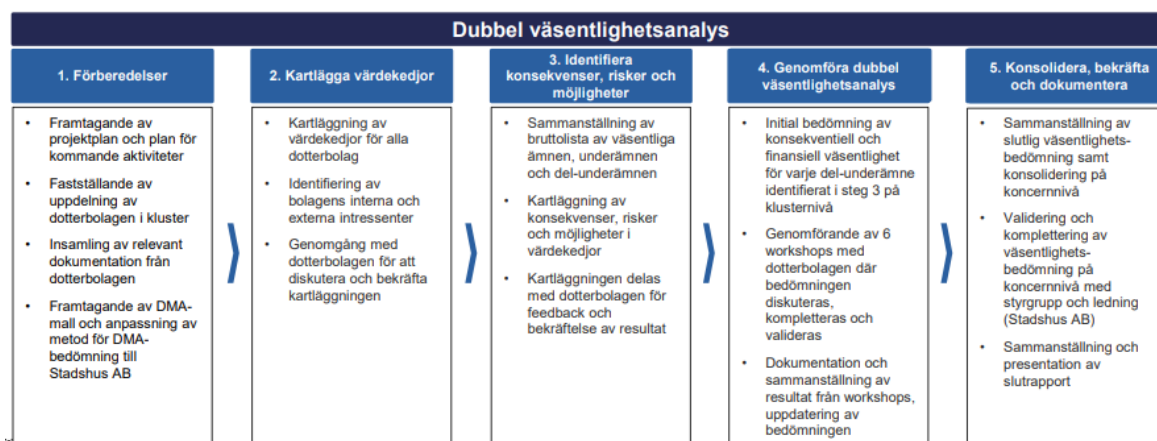 Dubbel väsentlighetsanalys
1. Förberedelser
• Framtagande av
projektplan och plan för
kommande aktiviteter
• Fastställande av
uppdelning av
dotterbolagen i kluster
• Insamling av relevant
dokumentation från
dotterbolagen
• Framtagande av DMA-
mall och anpassning av
metod för DMA-
bedömning till
Stadshus AB
2. Kartlägga värdekedjor
• Kartläggning av
värdekedjor för alla
dotterbolag
• Identifiering av
bolagens interna och
externa intressenter
• Genomgång med
dotterbolagen för att
diskutera och bekräfta
kartläggningen
3. Identifiera
konsekvenser, risker och
möjligheter
• Sammanställning av
bruttolista av väsentliga
ämnen, underämnen
och del-underämnen
• Kartläggning av
konsekvenser, risker
och möjligheter i
värdekedjor
• Kartläggningen delas
med dotterbolagen för
feedback och
bekräftelse av resultat
4. Genomföra dubbel
väsentlighetsanalys
• Initial bedömning av
konsekventiell och
finansiell väsentlighet
för varje del-underämne
identifierat i steg 3 på
klusternivå
• Genomförande av 6
workshops med
dotterbolagen där
bedömningen
diskuteras,
kompletteras och
valideras
• Dokumentation och
sammanställning av
resultat från workshops,
uppdatering av
bedömningen
5. Konsolidera, bekräfta
och dokumentera
• Sammanställning av
slutlig väsentlighets-
bedömning samt
konsolidering på
koncernnivå
• Validering och
komplettering av
väsentlighets-
bedömning på
koncernnivå med
styrgrupp och ledning
(Stadshus AB)
• Sammanställning och
presentation av
slutrapport